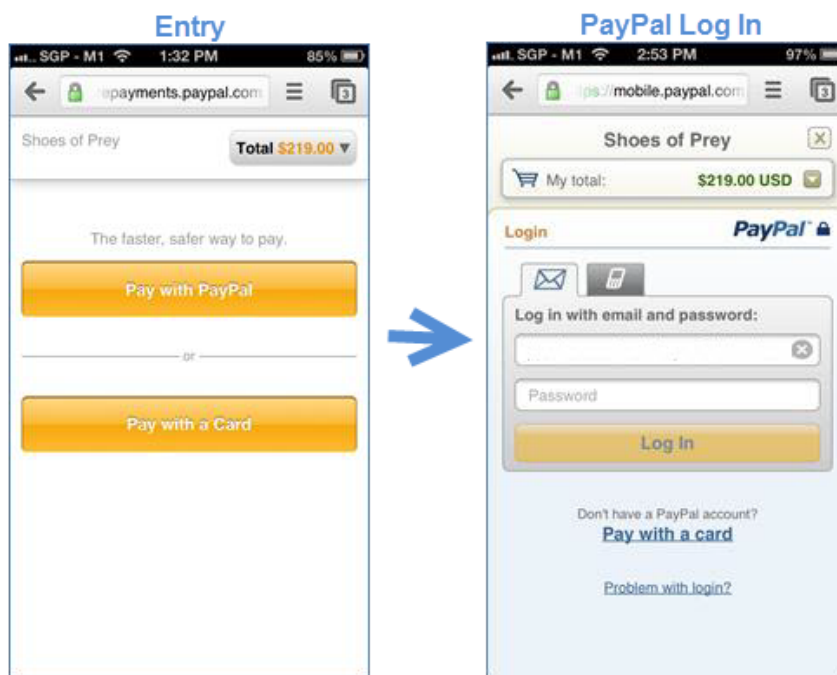 Entry
SGP - M1 1:32 PM 85%
epayments.paypal.com 3
Shoes of Prey
Total $219.00
The faster, safer way to pay.
Pay with PayPal
or
Pay with a Card
PayPal Log In
SGP - M1 2:53 PM 97%
ps://mobile.paypal.com 3
Shoes of Prey
My total: $219.00 USD
Login PayPal
Log in with email and password:
Password
Log In
Don't have a PayPal account?
Pay with a card
Problem with login?